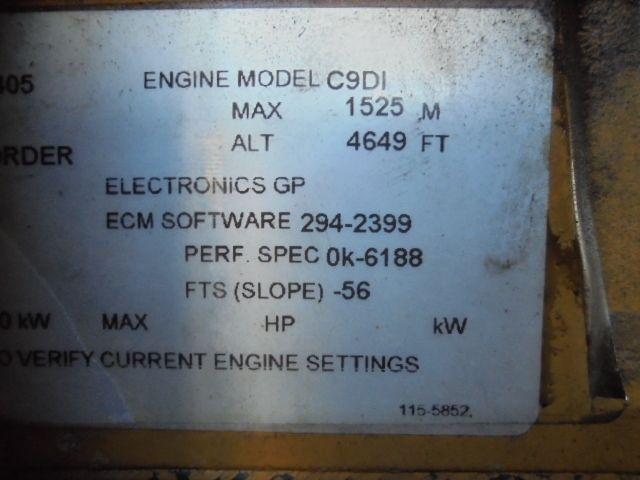 405 ENGINE MODEL C9DI
MAX 1525 M
ALT 4649 FT
ORDER
ELECTRONICS GP
ECM SOFTWARE 294-2399
PERF. SPEC 0k-6188
FTS (SLOPE) -56
0 kW MAX HP kW
O VERIFY CURRENT ENGINE SETTINGS
115-5852